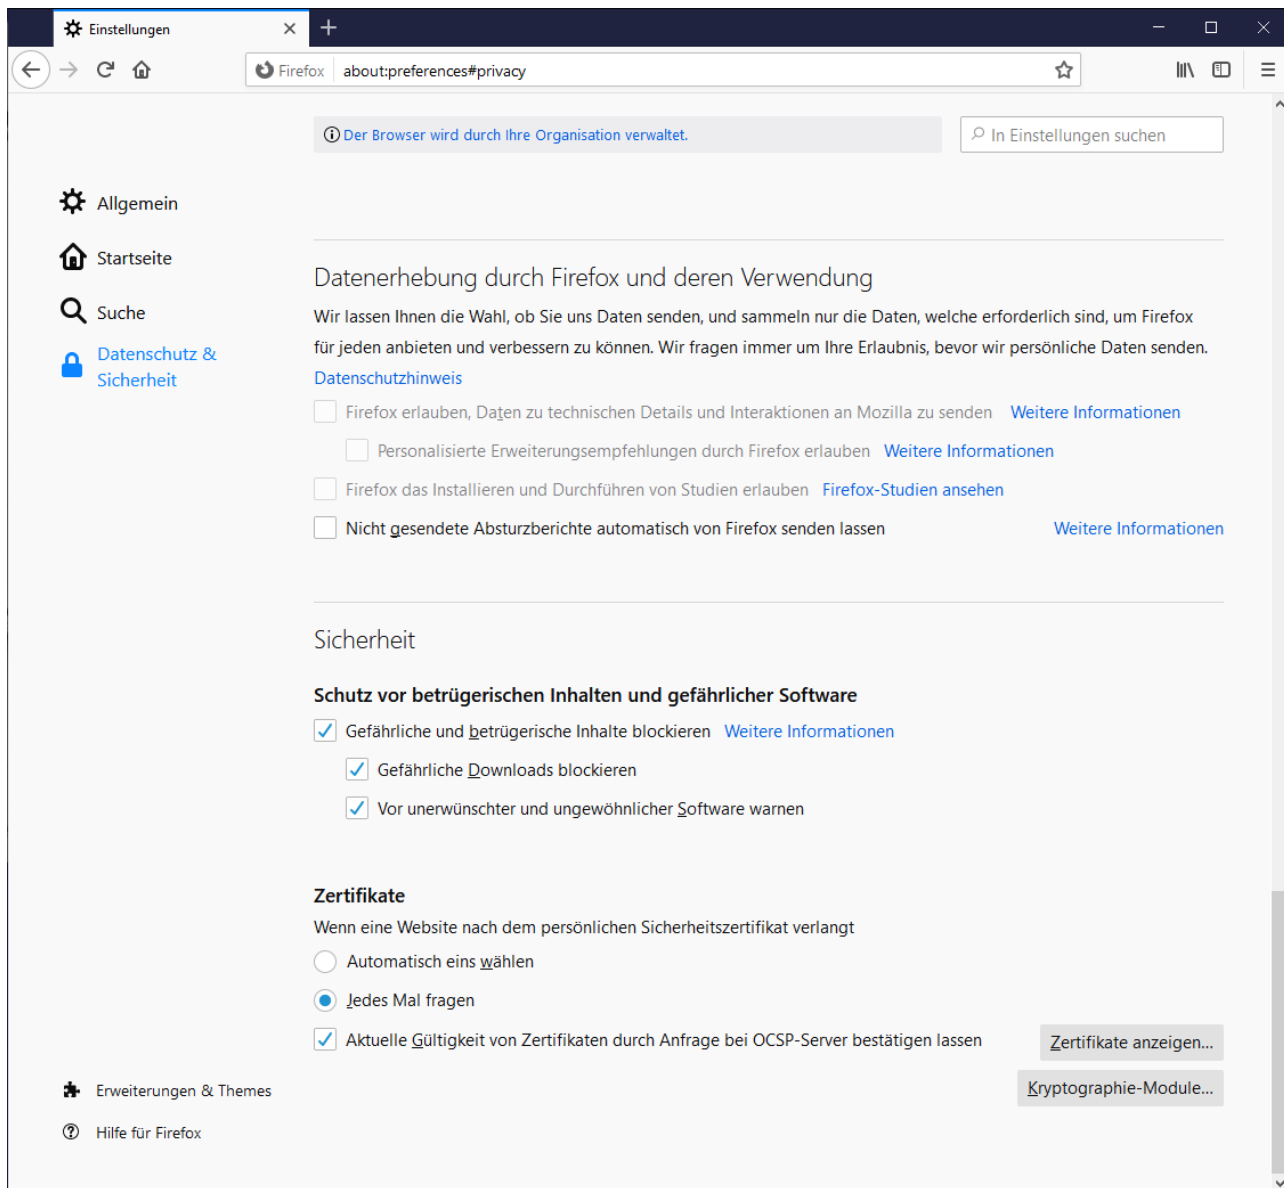 Einstellungen
Firefox about:preferences#privacy
Der Browser wird durch Ihre Organisation verwaltet.
In Einstellungen suchen
Allgemein
Startseite
Suche
Datenschutz &
Sicherheit
Datenerhebung durch Firefox und deren Verwendung
Wir lassen Ihnen die Wahl, ob Sie uns Daten senden, und sammeln nur die Daten, welche erforderlich sind, um Firefox
für jeden anbieten und verbessern zu können. Wir fragen immer um Ihre Erlaubnis, bevor wir persönliche Daten senden.
Datenschutzhinweis
Firefox erlauben, Daten zu technischen Details und Interaktionen an Mozilla zu senden Weitere Informationen
Personalisierte Erweiterungsempfehlungen durch Firefox erlauben Weitere Informationen
Firefox das Installieren und Durchführen von Studien erlauben Firefox-Studien ansehen
Nicht gesendete Absturzberichte automatisch von Firefox senden lassen Weitere Informationen
Sicherheit
Schutz vor betrügerischen Inhalten und gefährlicher Software
Gefährliche und betrügerische Inhalte blockieren Weitere Informationen
Gefährliche Downloads blockieren
Vor unerwünschter und ungewöhnlicher Software warnen
Zertifikate
Wenn eine Website nach dem persönlichen Sicherheitszertifikat verlangt
Automatisch eins wählen
Jedes Mal fragen
Aktuelle Gültigkeit von Zertifikaten durch Anfrage bei OCSP-Server bestätigen lassen
Zertifikate anzeigen...
Kryptographie-Module...
Erweiterungen & Themes
Hilfe für Firefox